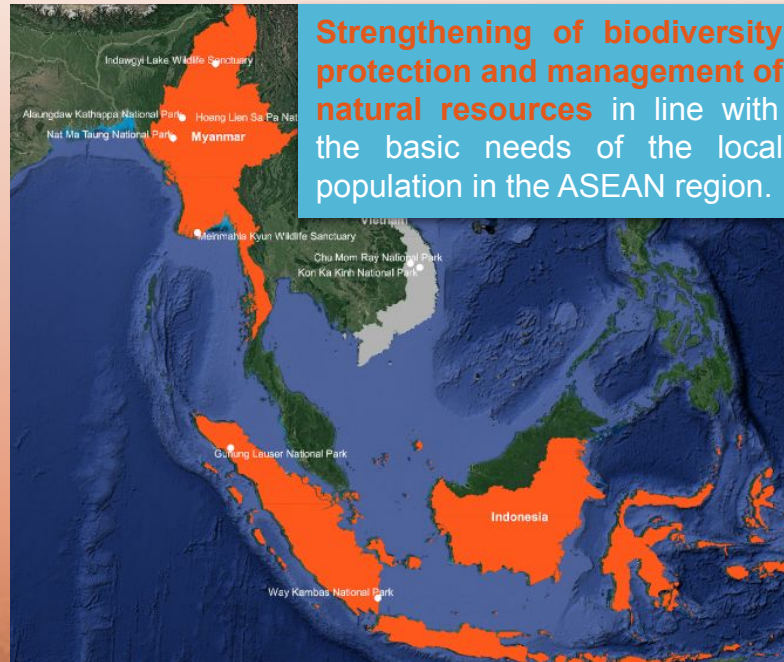 Strengthening of biodiversity
protection and management of
natural resources in line with
the basic needs of the local
population in the ASEAN region.
Indawgyi Lake Wildlife Sanctuary
Alaungdaw Kathappa National Park
Hoang Lien Sa Pa Nat
Nat Ma Taung National Park
Myanmar
Meinmahla Kyun Wildlife Sanctuary
Vietnam
Chu Mom Ray National Park
Kon Ka Kinh National Park
Gunung Leuser National Park
Indonesia
Way Kambas National Park